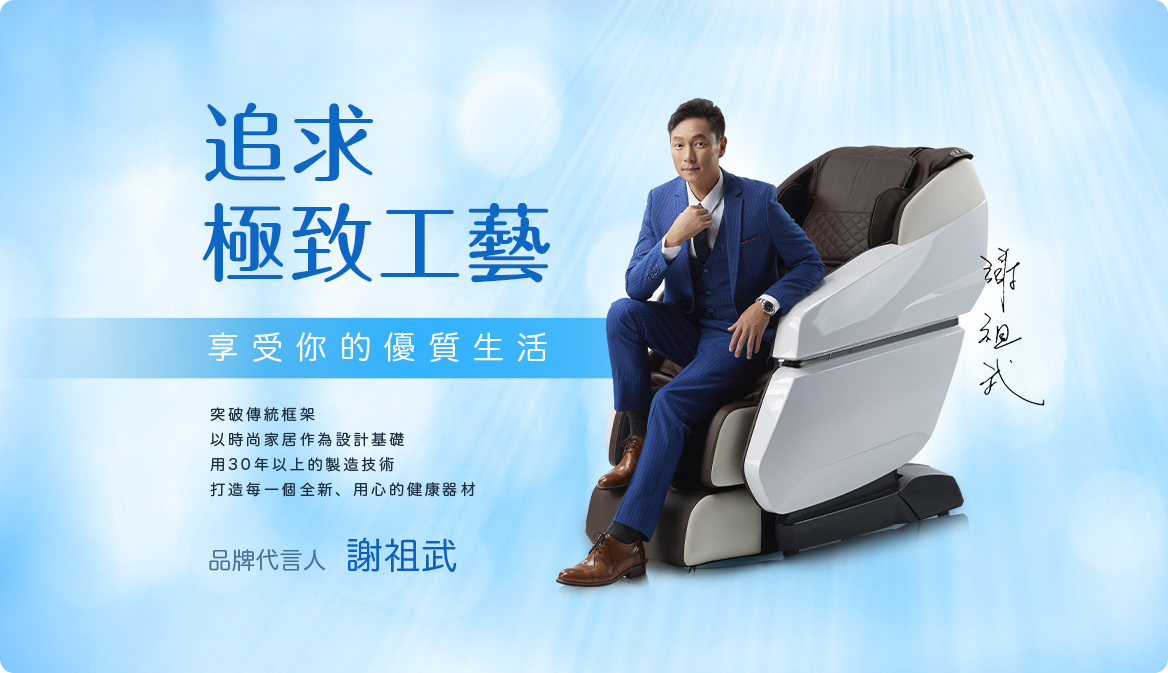 追求
極致工藝
享受你的優質生活
突破傳統框架
以時尚家居作為設計基礎
用30年以上的製造技術
打造每一個全新、用心的健康器材
品牌代言人 謝祖武
謝祖武